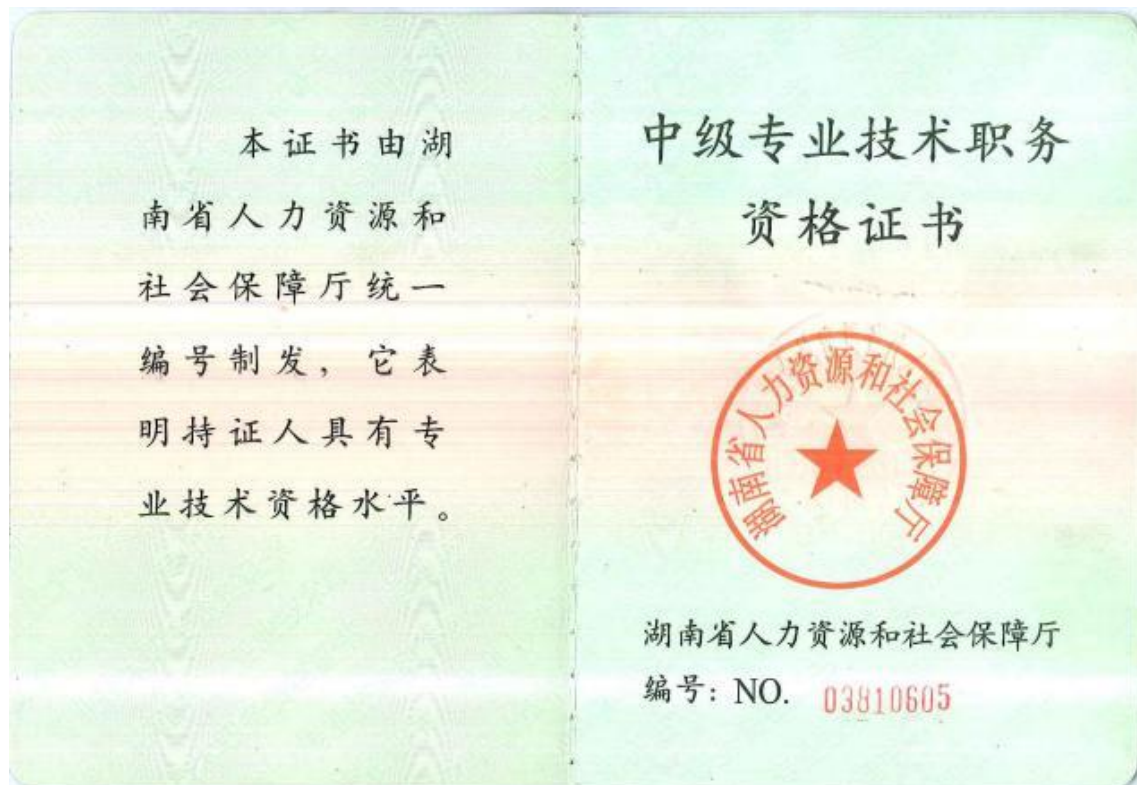 本证书由湖
南省人力资源和
社会保障厅统一
编号制发，它表
明持证人具有专
业技术资格水平。
中级专业技术职务
资格证书
湖南省人力资源和社会保障厅
湖南省人力资源和社会保障厅
编号：NO. 03810605